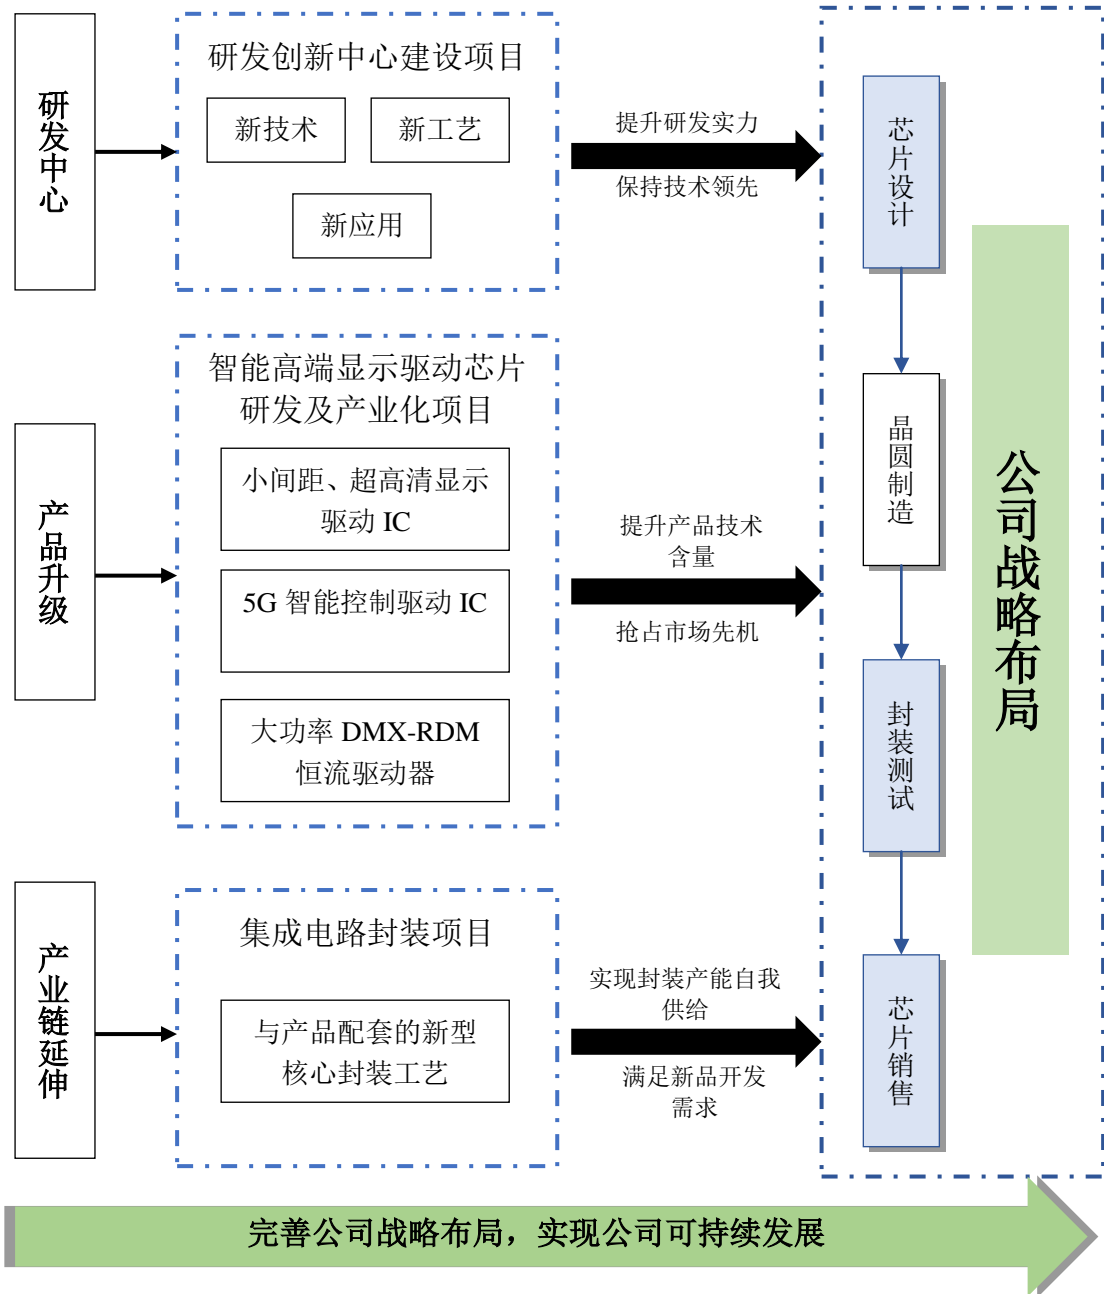 研发中心
研发创新中心建设项目
新技术
新工艺
新应用
提升研发实力
保持技术领先
产品升级
智能高端显示驱动芯片
研发及产业化项目
小间距、超高清显示
驱动 IC
5G 智能控制驱动 IC
大功率 DMX-RDM
恒流驱动器
提升产品技术
含量
抢占市场先机
产业链延伸
集成电路封装项目
与产品配套的新型
核心封装工艺
实现封装产能自我
供给
满足新品开发
需求
芯片设计
晶圆制造
封装测试
芯片销售
公司战略布局
完善公司战略布局，实现公司可持续发展